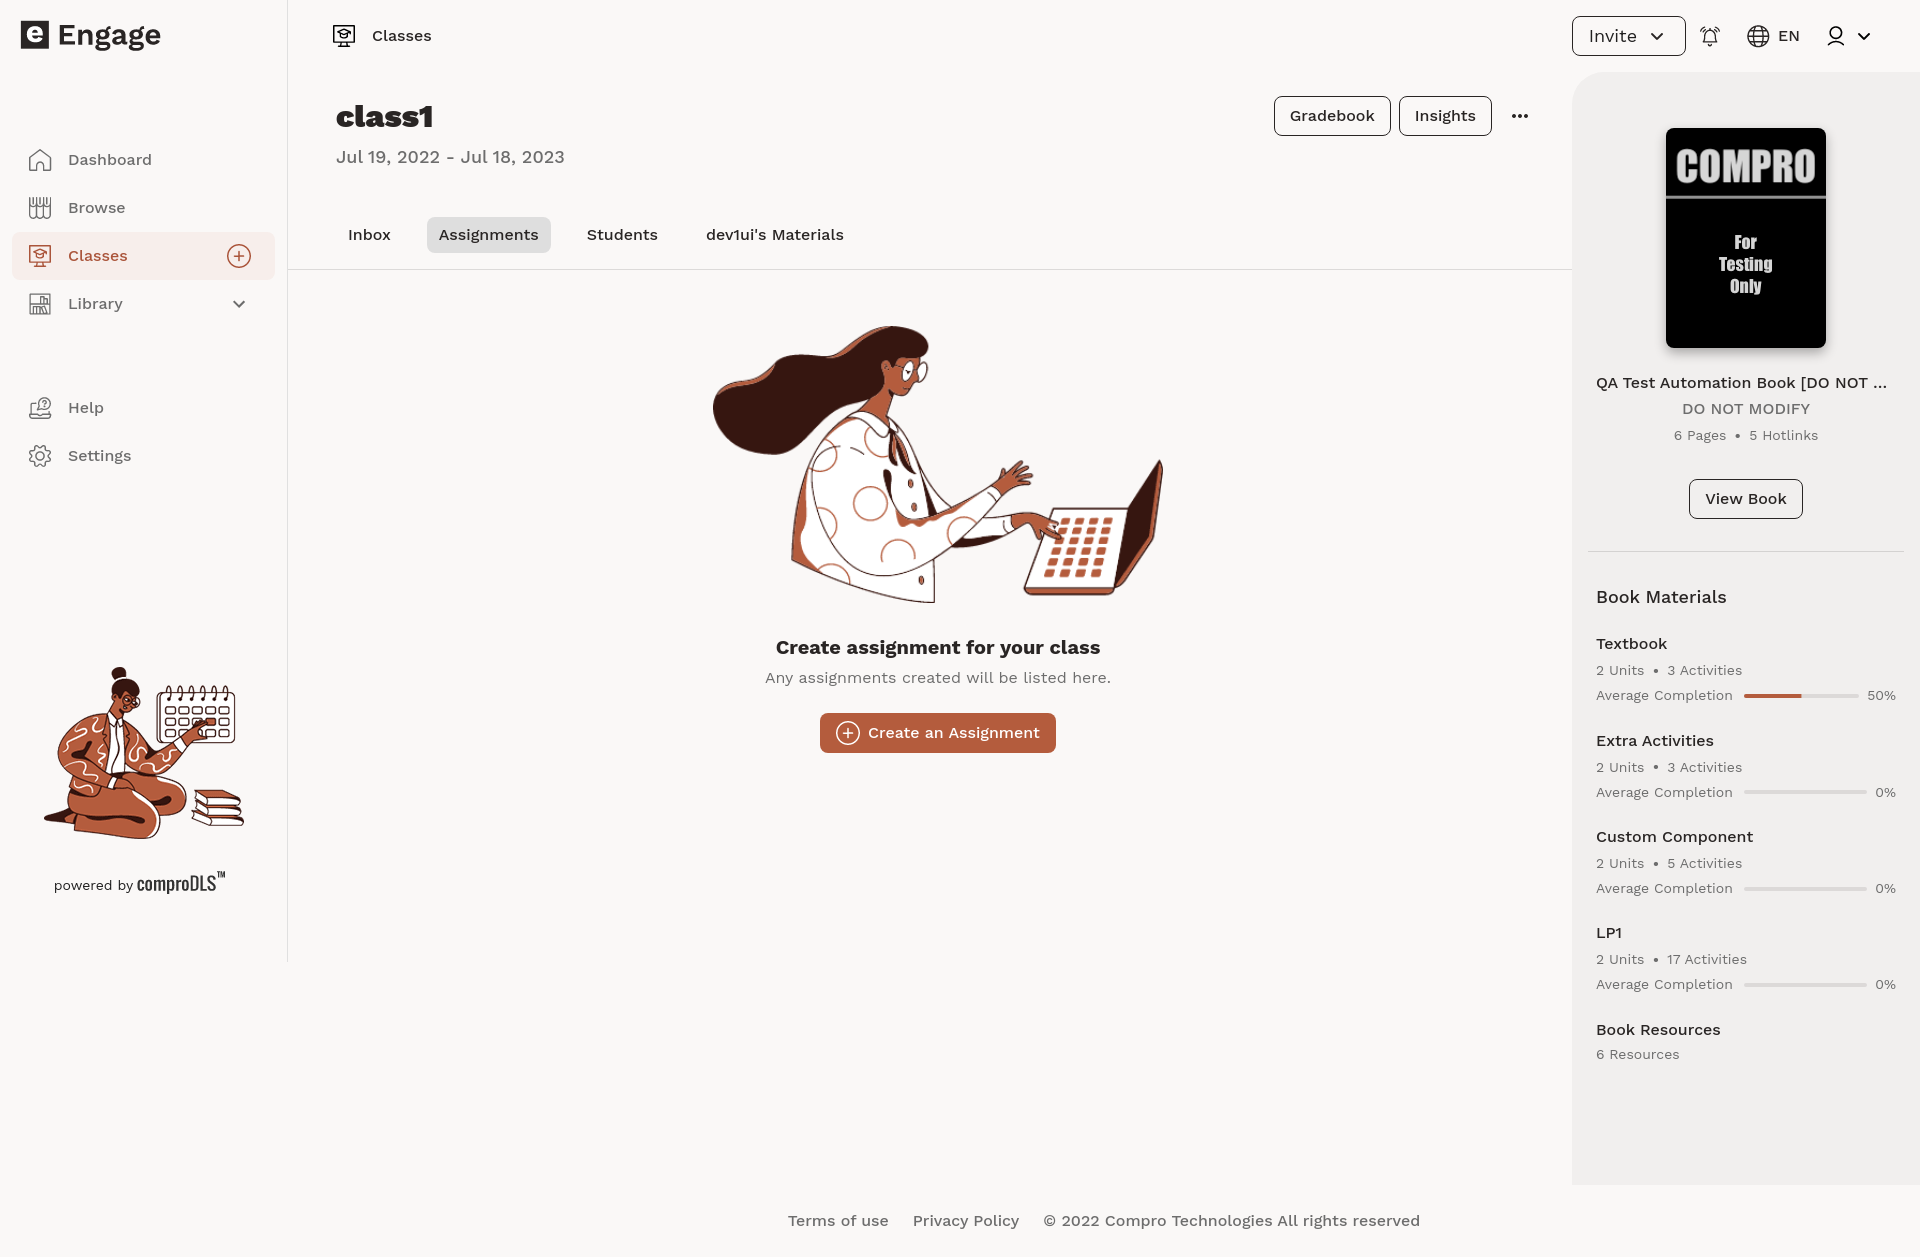 e Engage
Classes
Invite
EN
Dashboard
Browse
Classes
Library
Help
Settings
powered by comproDLS™
class1
Jul 19, 2022 - Jul 18, 2023
Gradebook
Insights
Inbox
Assignments
Students
dev1ui's Materials
Create assignment for your class
Any assignments created will be listed here.
Create an Assignment
COMPRO
For
Testing
Only
QA Test Automation Book [DO NOT ...
DO NOT MODIFY
6 Pages • 5 Hotlinks
View Book
Book Materials
Textbook
2 Units • 3 Activities
Average Completion 50%
Extra Activities
2 Units • 3 Activities
Average Completion 0%
Custom Component
2 Units • 5 Activities
Average Completion 0%
LP1
2 Units • 17 Activities
Average Completion 0%
Book Resources
6 Resources
Terms of use Privacy Policy © 2022 Compro Technologies All rights reserved